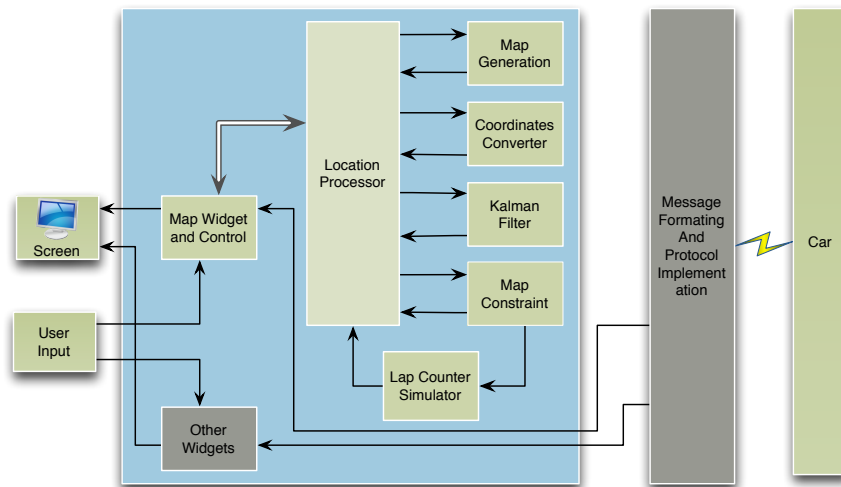 Map
Generation
Coordinates
Converter
Location
Processor
Kalman
Filter
Map Widget
and Control
Screen
Message
Formating
And
Protocol
Implement
ation
Car
Map
Constraint
User
Input
Lap Counter
Simulator
Other
Widgets